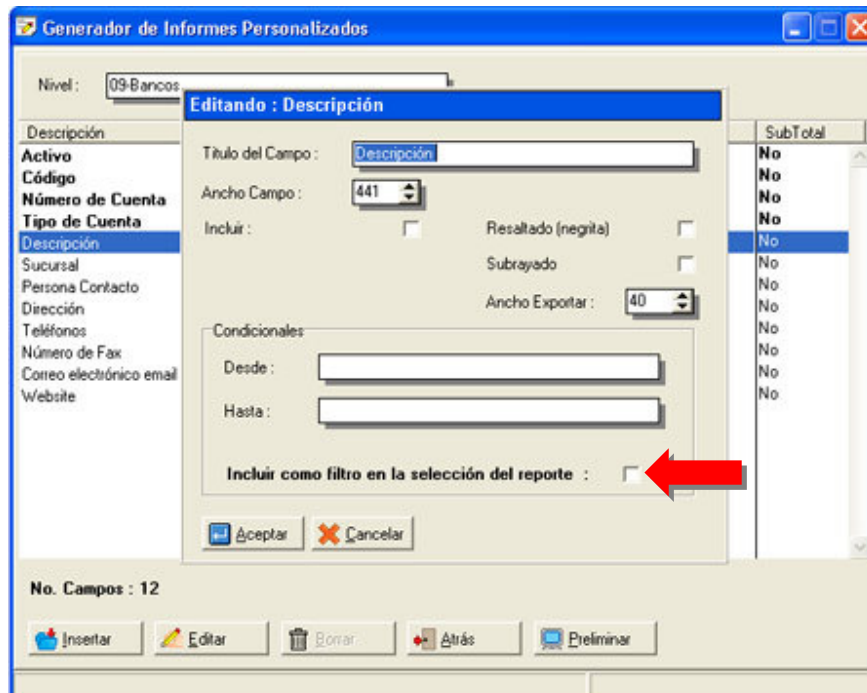 Generador de Informes Personalizados
Nivel : 09-Bancos
Editando : Descripción
Descripción SubTotal
Activo No
Código No
Número de Cuenta No
Tipo de Cuenta No
Descripción No
Sucursal No
Persona Contacto No
Dirección No
Teléfonos No
Número de Fax No
Correo electrónico email No
Website No
Título del Campo : Descripción
Ancho Campo : 441
Incluir : Resaltado (negrita)
Subrayado
Ancho Exportar : 40
Condicionales
Desde :
Hasta :
Incluir como filtro en la selección del reporte :
Aceptar Cancelar
No. Campos : 12
Insertar Editar Borrar Atrás Preliminar